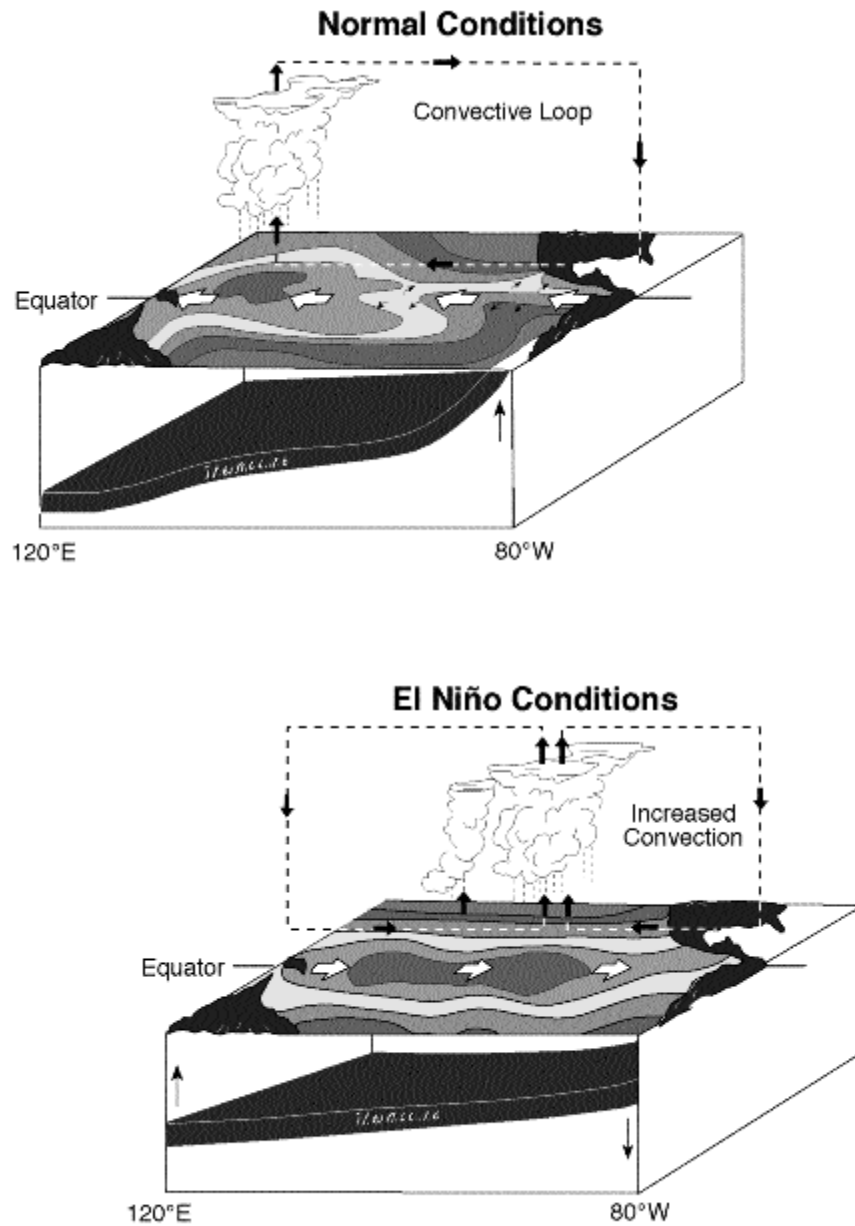 Normal Conditions
Convective Loop
Equator
120°E
80°W
El Niño Conditions
Increased
Convection
Equator
120°E
80°W